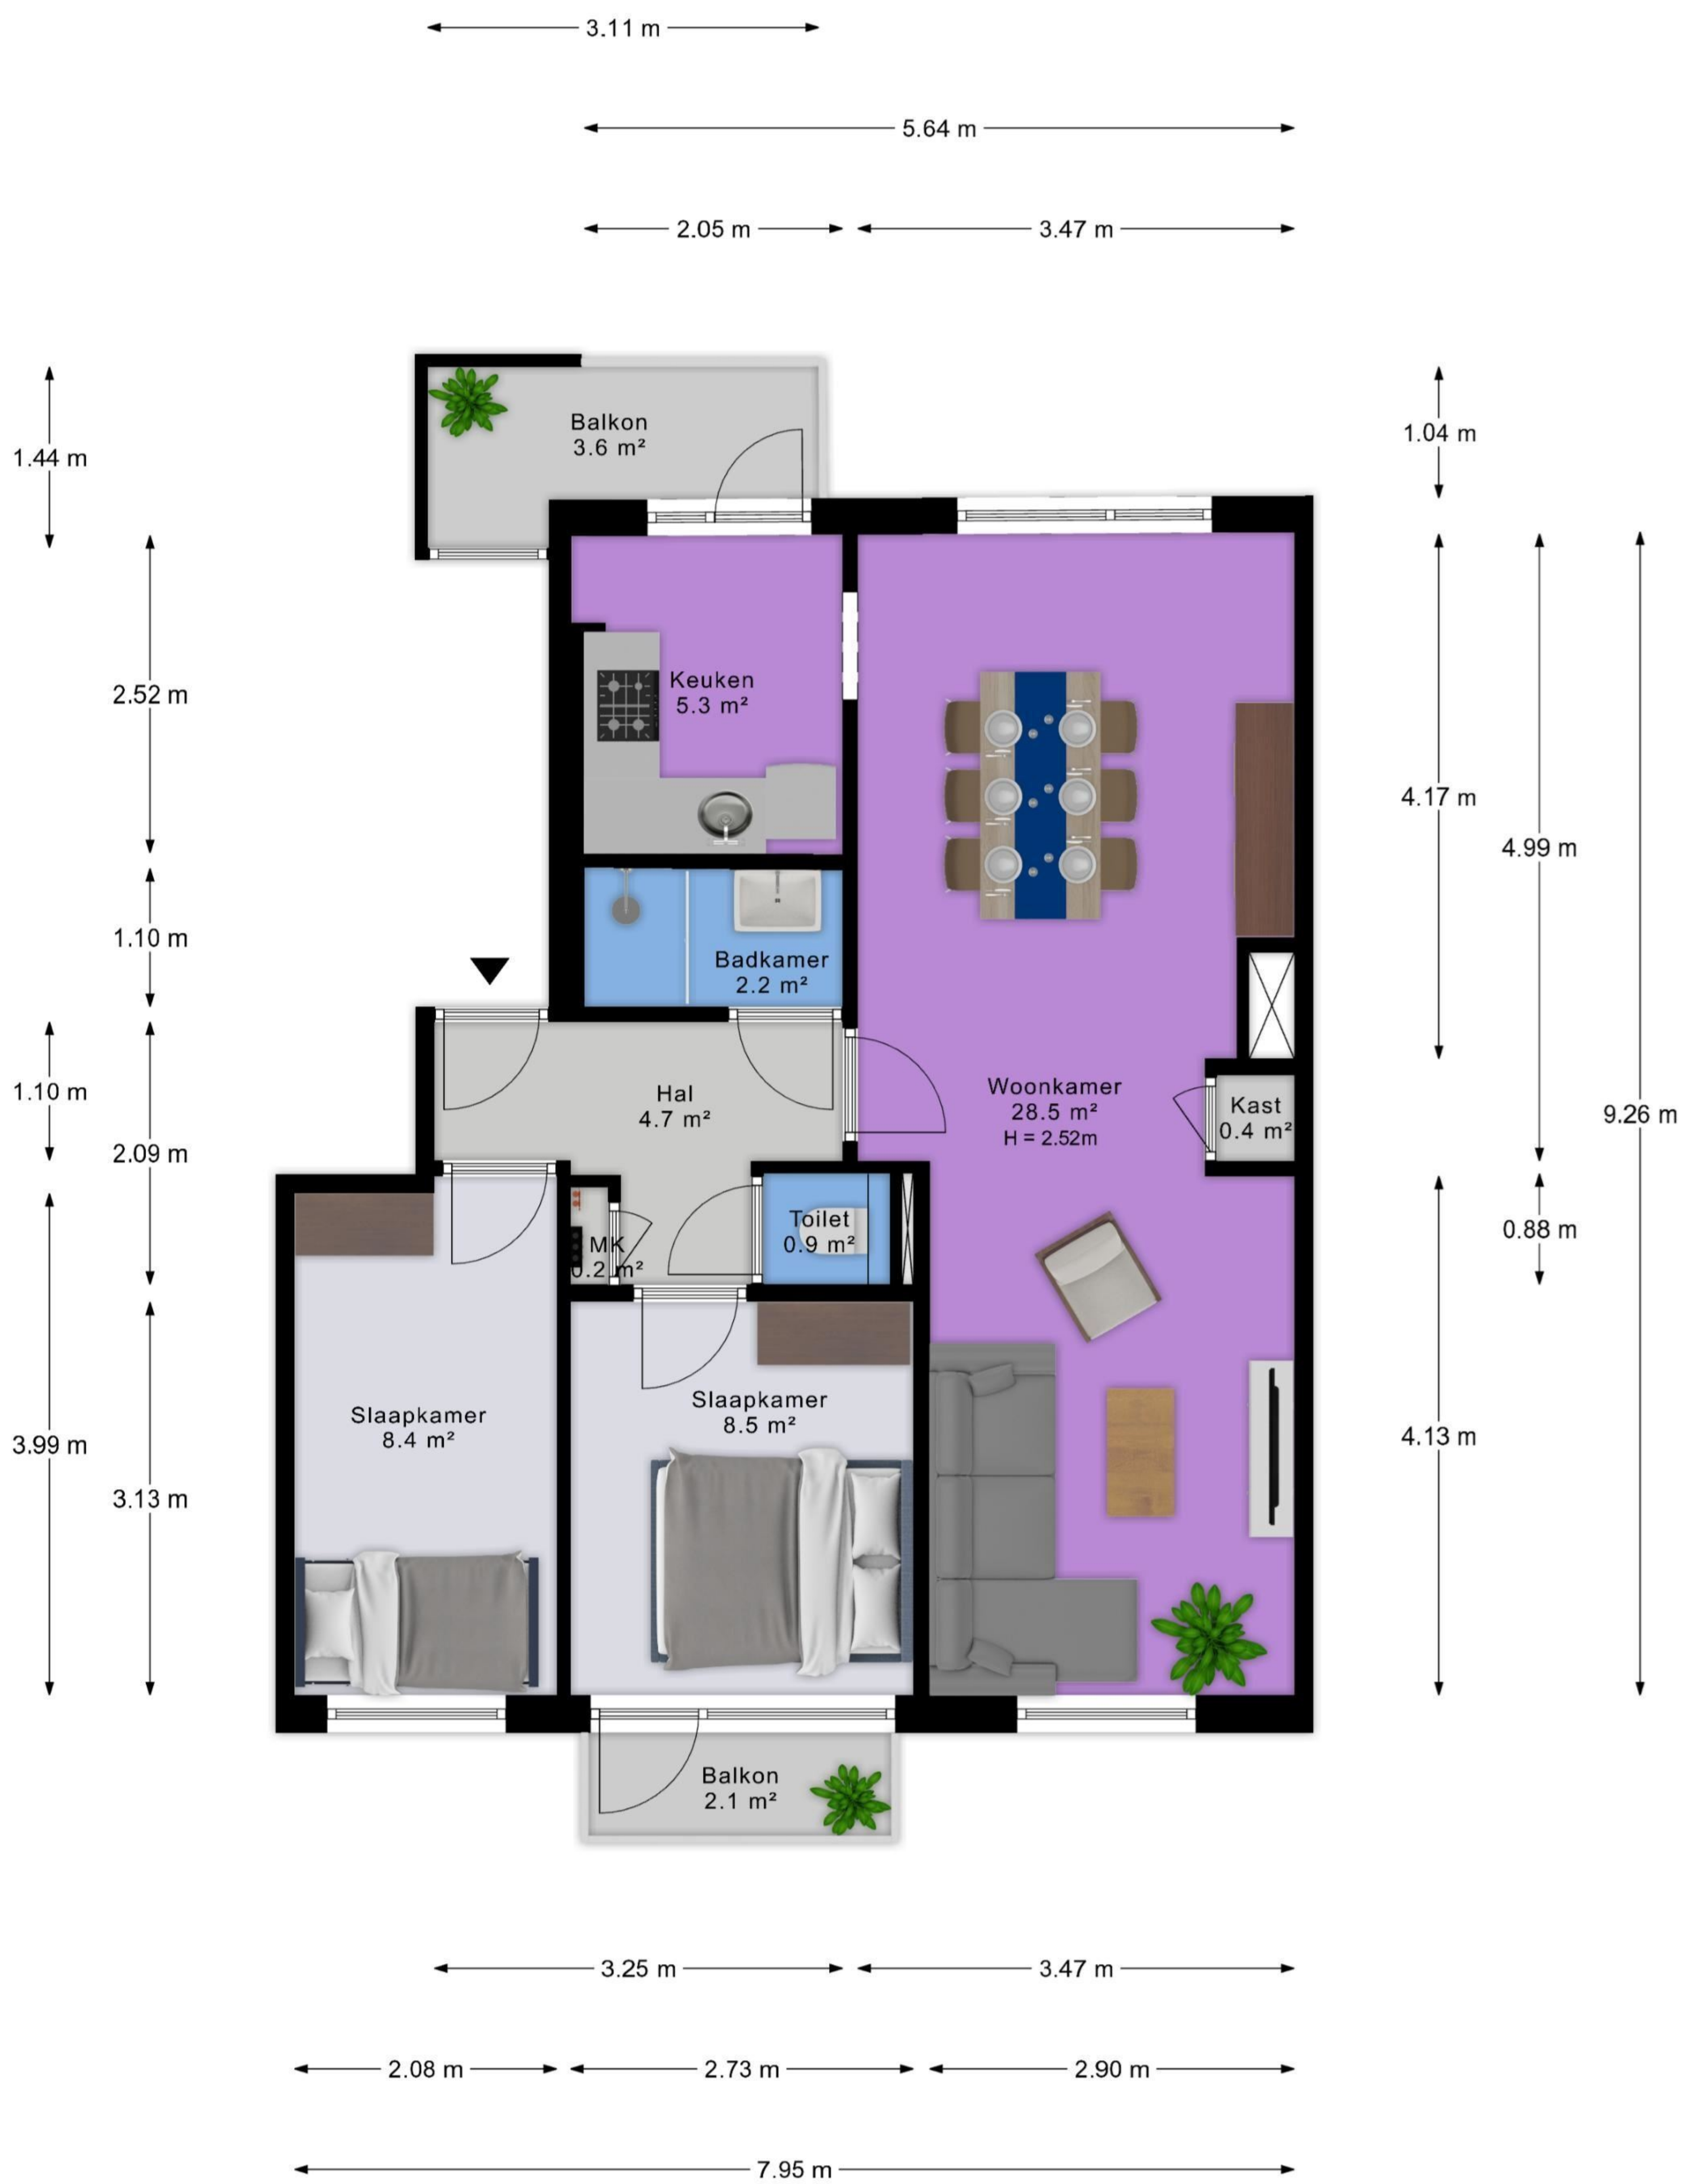 3.11 m
5.64 m
2.05 m
3.47 m
Balkon
3.6 m²
1.44 m
1.04 m
2.52 m
Keuken
5.3 m²
4.17 m
4.99 m
1.10 m
Badkamer
2.2 m²
1.10 m
Hal
4.7 m²
Woonkamer
28.5 m²
H = 2.52m
Kast
0.4 m²
9.26 m
2.09 m
Toilet
0.9 m²
MK
0.2 m²
0.88 m
Slaapkamer
8.4 m²
Slaapkamer
8.5 m²
3.99 m
4.13 m
3.13 m
Balkon
2.1 m²
3.25 m
3.47 m
2.08 m
2.73 m
2.90 m
7.95 m